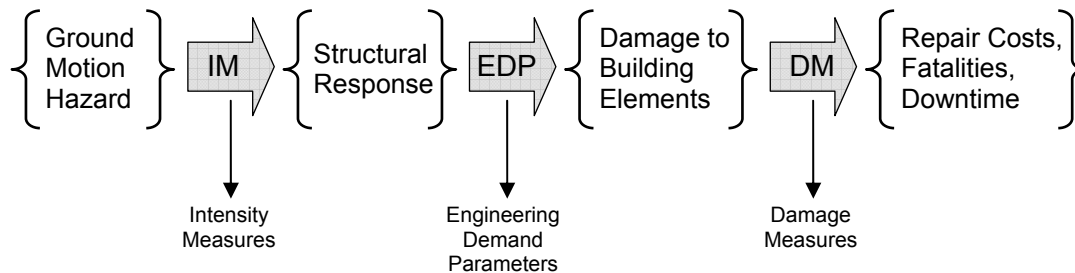 Ground
Motion
Hazard
IM
Structural
Response
EDP
Damage to
Building
Elements
DM
Repair Costs,
Fatalities,
Downtime
Intensity
Measures
Engineering
Demand
Parameters
Damage
Measures